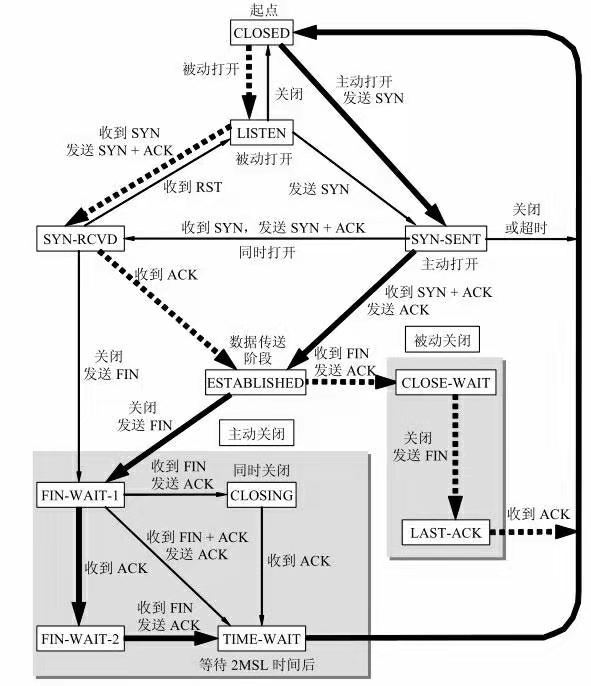 起点
CLOSED
被动打开
关闭
主动打开
发送 SYN
收到 SYN
发送 SYN + ACK
LISTEN
被动打开
收到 RST
发送 SYN
SYN-RCVD
收到 SYN，发送 SYN + ACK
同时打开
SYN-SENT
主动打开
关闭
或超时
收到 ACK
收到 SYN + ACK
发送 ACK
数据传送
阶段
ESTABLISHED
收到 FIN
发送 ACK
被动关闭
CLOSE-WAIT
关闭
发送 FIN
关闭
发送 FIN
主动关闭
关闭
发送 FIN
LAST-ACK
收到 ACK
FIN-WAIT-1
收到 FIN
发送 ACK
同时关闭
CLOSING
收到 FIN + ACK
发送 ACK
收到 ACK
收到 ACK
FIN-WAIT-2
收到 FIN
发送 ACK
TIME-WAIT
等待 2MSL 时间后